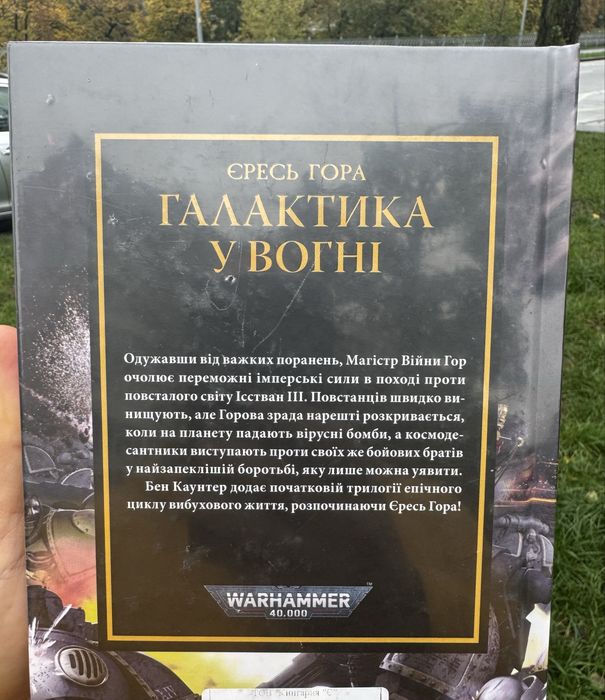 ЄРЕСЬ ГОРА
ГАЛАКТИКА
У ВОГНІ
Одужавши від важких поранень, Магістр Війни Гор
очолює переможні імперські сили в поході проти
повсталого світу Ісстван III. Повстанців швидко ви-
нищують, але Горова зрада нарешті розкривається,
коли на планету падають вірусні бомби, а космоде-
сантники виступають проти своїх же бойових братів
у найзапеклішій боротьбі, яку лише можна уявити.
Бен Каунтер додає початковій трилогії епічного
циклу вибухового життя, розпочинаючи Єресь Гора!
WARHAMMER™
40,000